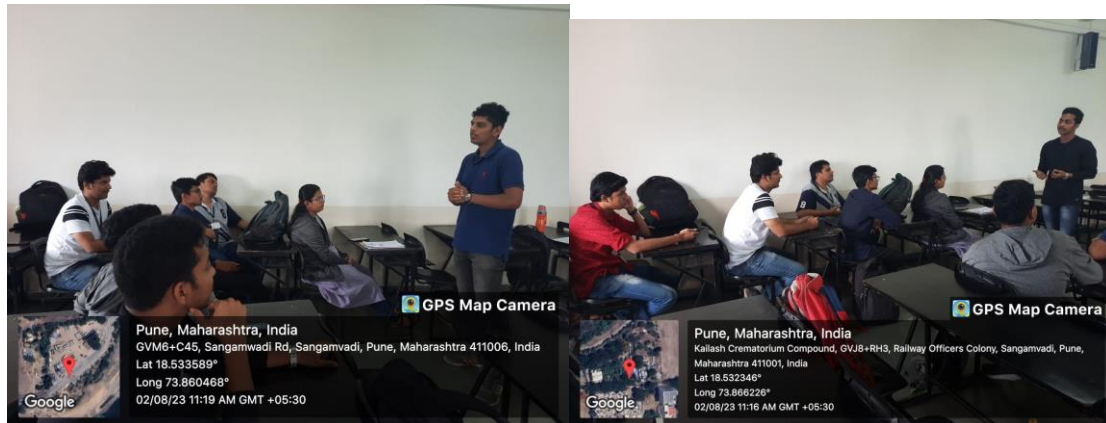 GPS Map Camera
Pune, Maharashtra, India
GVM6+C45, Sangamwadi Rd, Sangamvadi, Pune, Maharashtra 411006, India
Lat 18.533589°
Long 73.860468°
02/08/23 11:19 AM GMT +05:30
Google
GPS Map Camera
Pune, Maharashtra, India
Kailash Crematorium Compound, GVJ8+RH3, Railway Officers Colony, Sangamvadi, Pune,
Maharashtra 411001, India
Lat 18.532346°
Long 73.866226°
02/08/23 11:16 AM GMT +05:30
Google